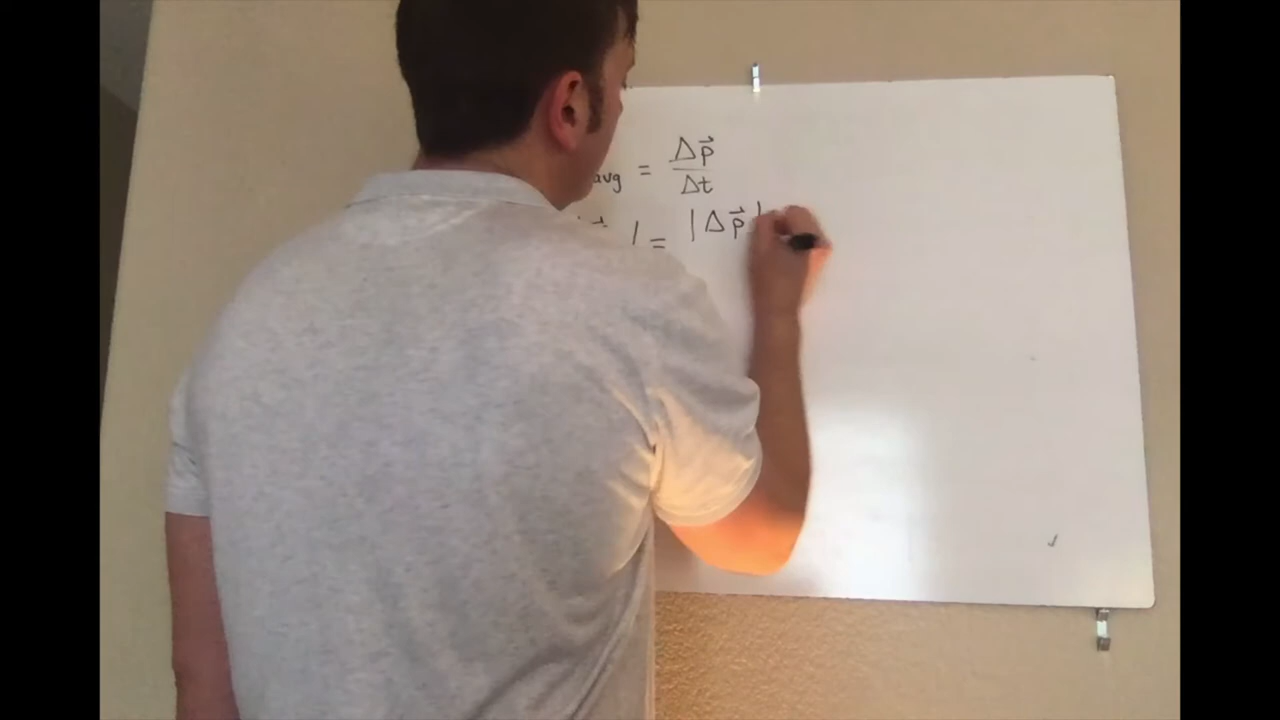 avg = Δp⃗ / Δt
| = |Δp⃗|